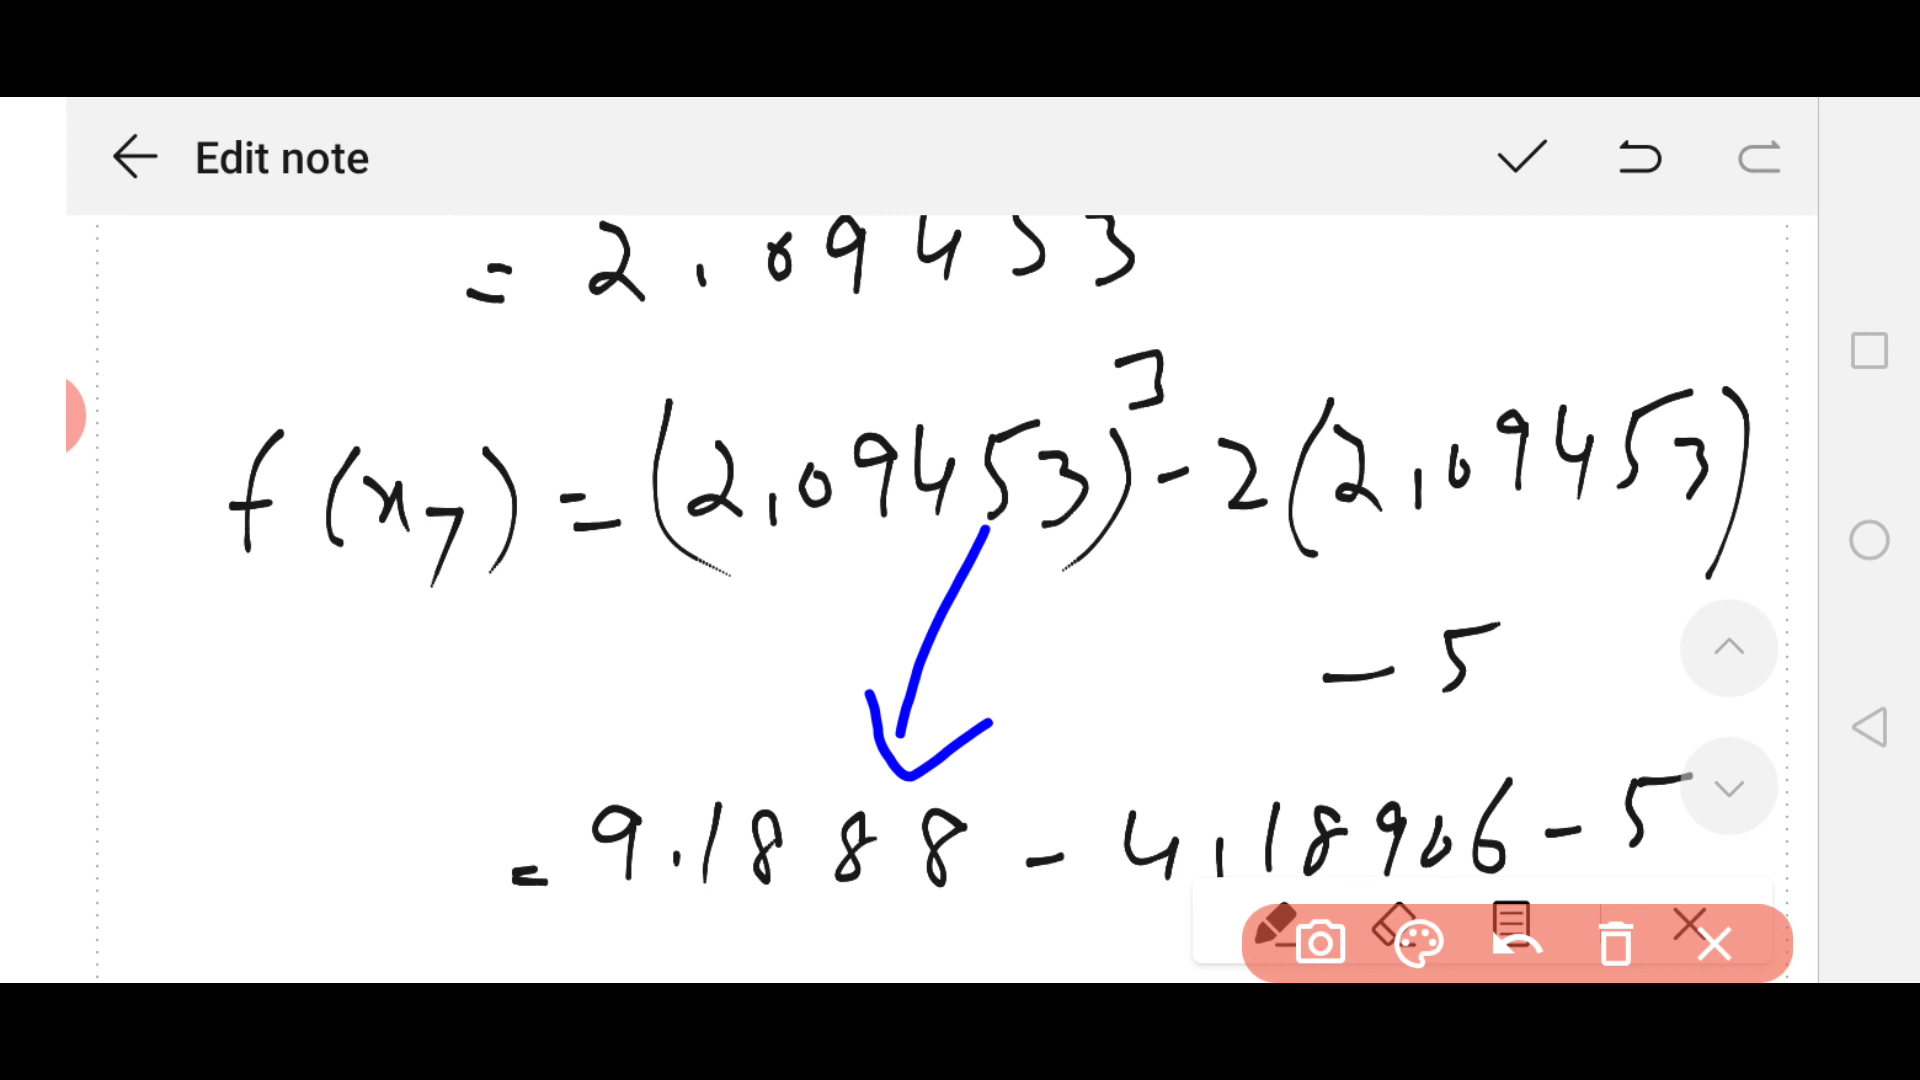 Edit note
= 2.09453
f(x₇) = (2.09453)³ - 2(2.09453)
- 5
= 9.1888 - 4.18906 - 5